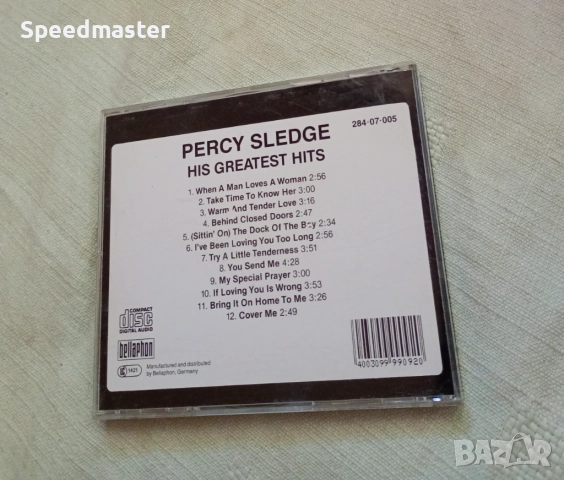 Speedmaster
284-07-005
PERCY SLEDGE
HIS GREATEST HITS
1. When A Man Loves A Woman 2:56
2. Take Time To Know Her 3:00
3. Warm And Tender Love 3:16
4. Behind Closed Doors 2:47
5. (Sittin' On) The Dock Of The Bay 2:34
6. I've Been Loving You Too Long 2:56
7. Try A Little Tenderness 3:51
8. You Send Me 4:28
9. My Special Prayer 3:00
10. If Loving You Is Wrong 3:53
11. Bring It On Home To Me 3:26
12. Cover Me 2:49
COMPACT
disc
DIGITAL AUDIO
bellaphon
LC 1421
Manufactured and distributed
by Bellaphon, Germany
4003099 990920
BAZAR